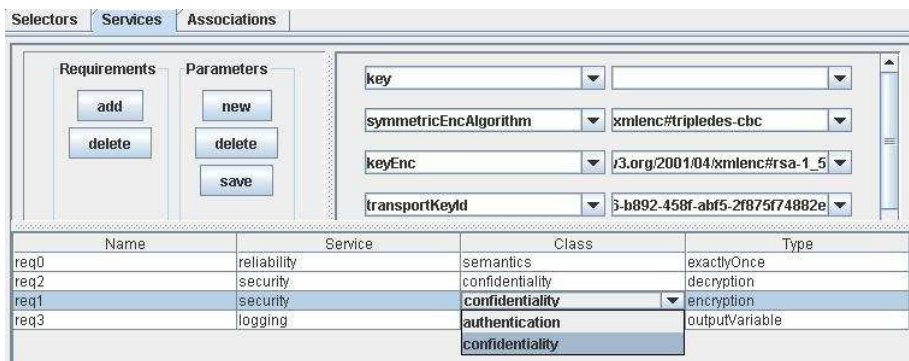 Selectors Services Associations
Requirements Parameters
add new
delete delete
save
key
symmetricEncAlgorithm xmlenc#tripledes-cbc
keyEnc /3.org/2001/04/xmlenc#rsa-1_5
transportKeyId -b892-458f-abf5-2f875f74882e
Name Service Class Type
req0 reliability semantics exactlyOnce
req2 security confidentiality decryption
req1 security confidentiality encryption
req3 logging authentication outputVariable
confidentiality